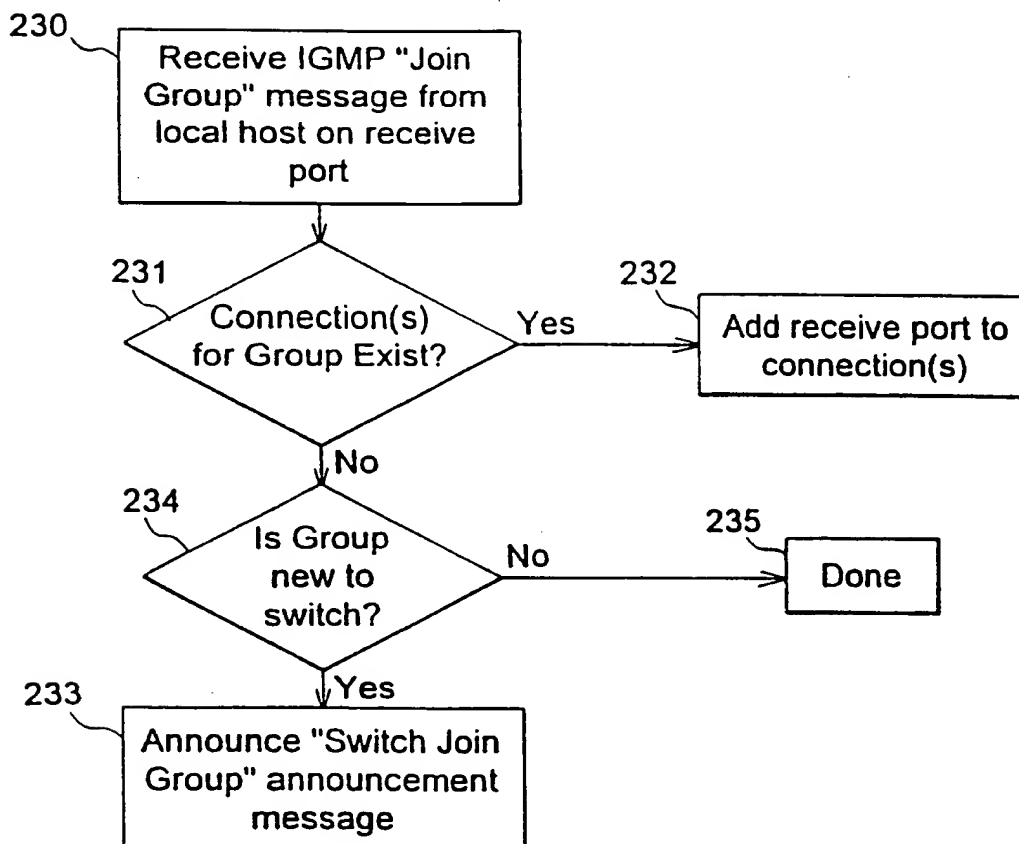 230
Receive IGMP "Join
Group" message from
local host on receive
port
231
Connection(s)
for Group Exist?
Yes
232
Add receive port to
connection(s)
No
234
Is Group
new to
switch?
No
235
Done
Yes
233
Announce "Switch Join
Group" announcement
message